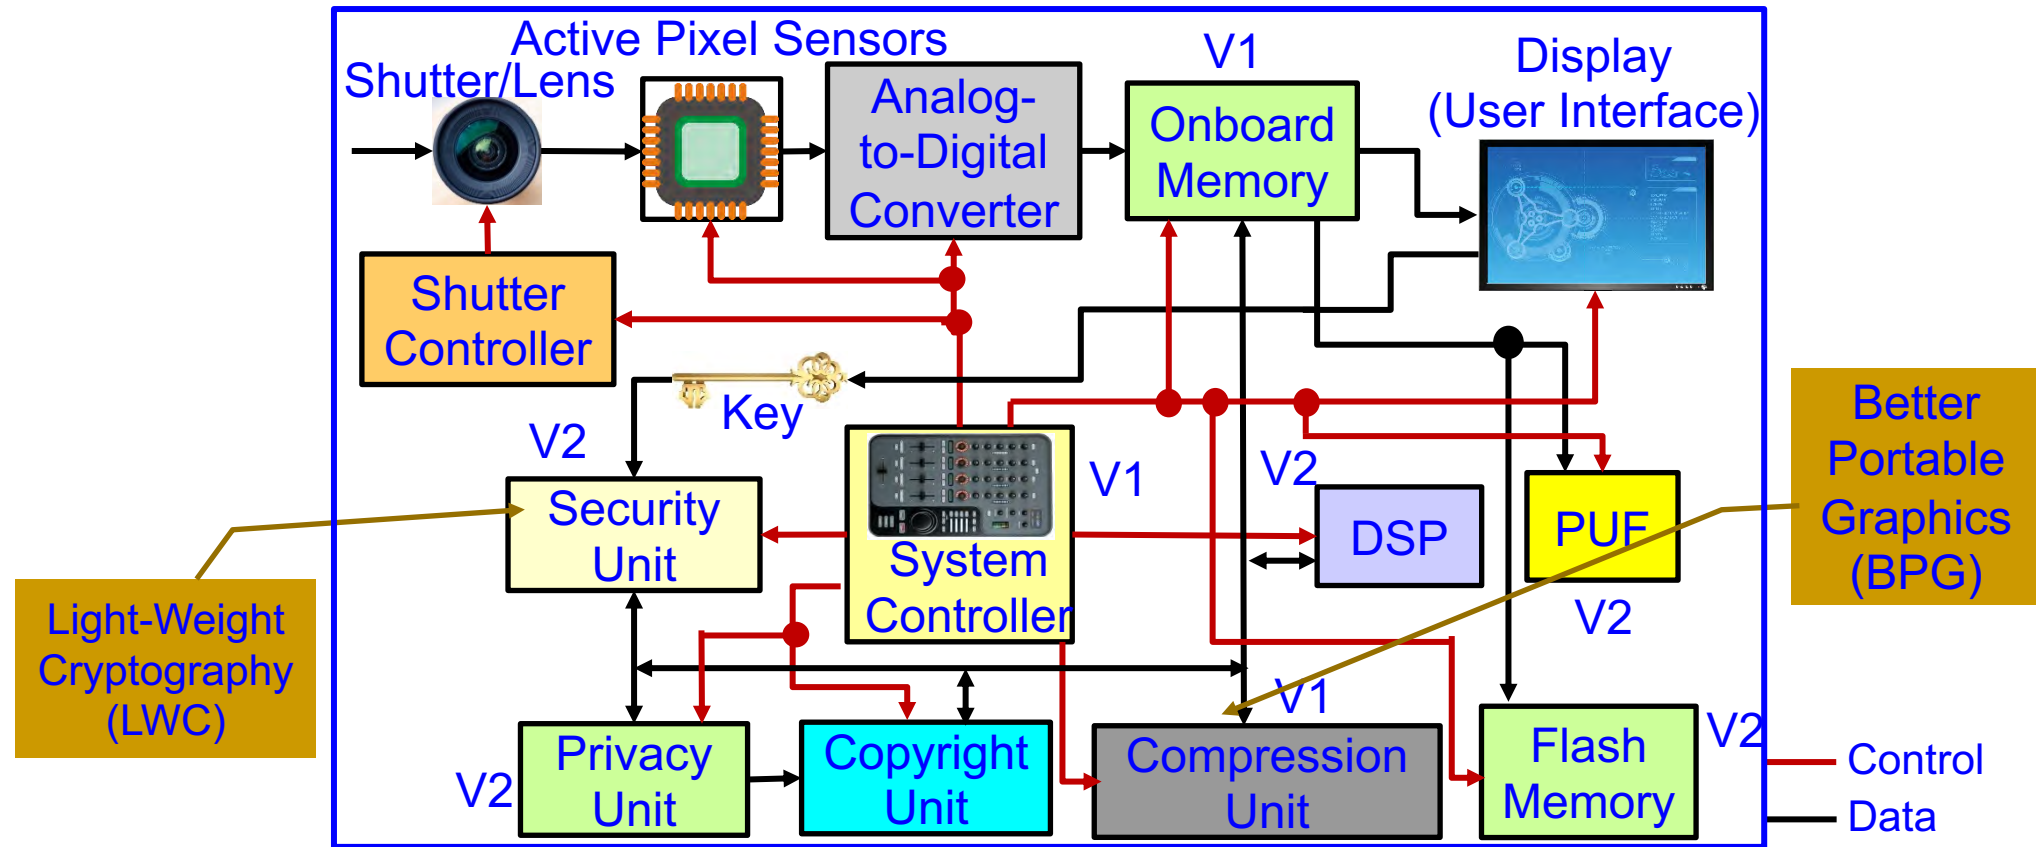 Active Pixel Sensors
Shutter/Lens
Analog-
to-Digital
Converter
V1
Onboard
Memory
Display
(User Interface)
Shutter
Controller
Key
V2
Security
Unit
System
Controller
V1
V2
DSP
PUF
V2
Better
Portable
Graphics
(BPG)
Light-Weight
Cryptography
(LWC)
V2
Privacy
Unit
Copyright
Unit
V1
Compression
Unit
Flash
Memory
V2
Control
Data